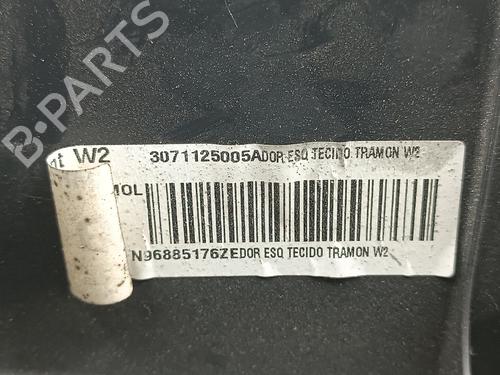 B-PARTS
W2 3071125005ADOR ESQ TECIDO TRAMON W2
MOL
N96885176ZEDOR ESQ TECIDO TRAMON W2